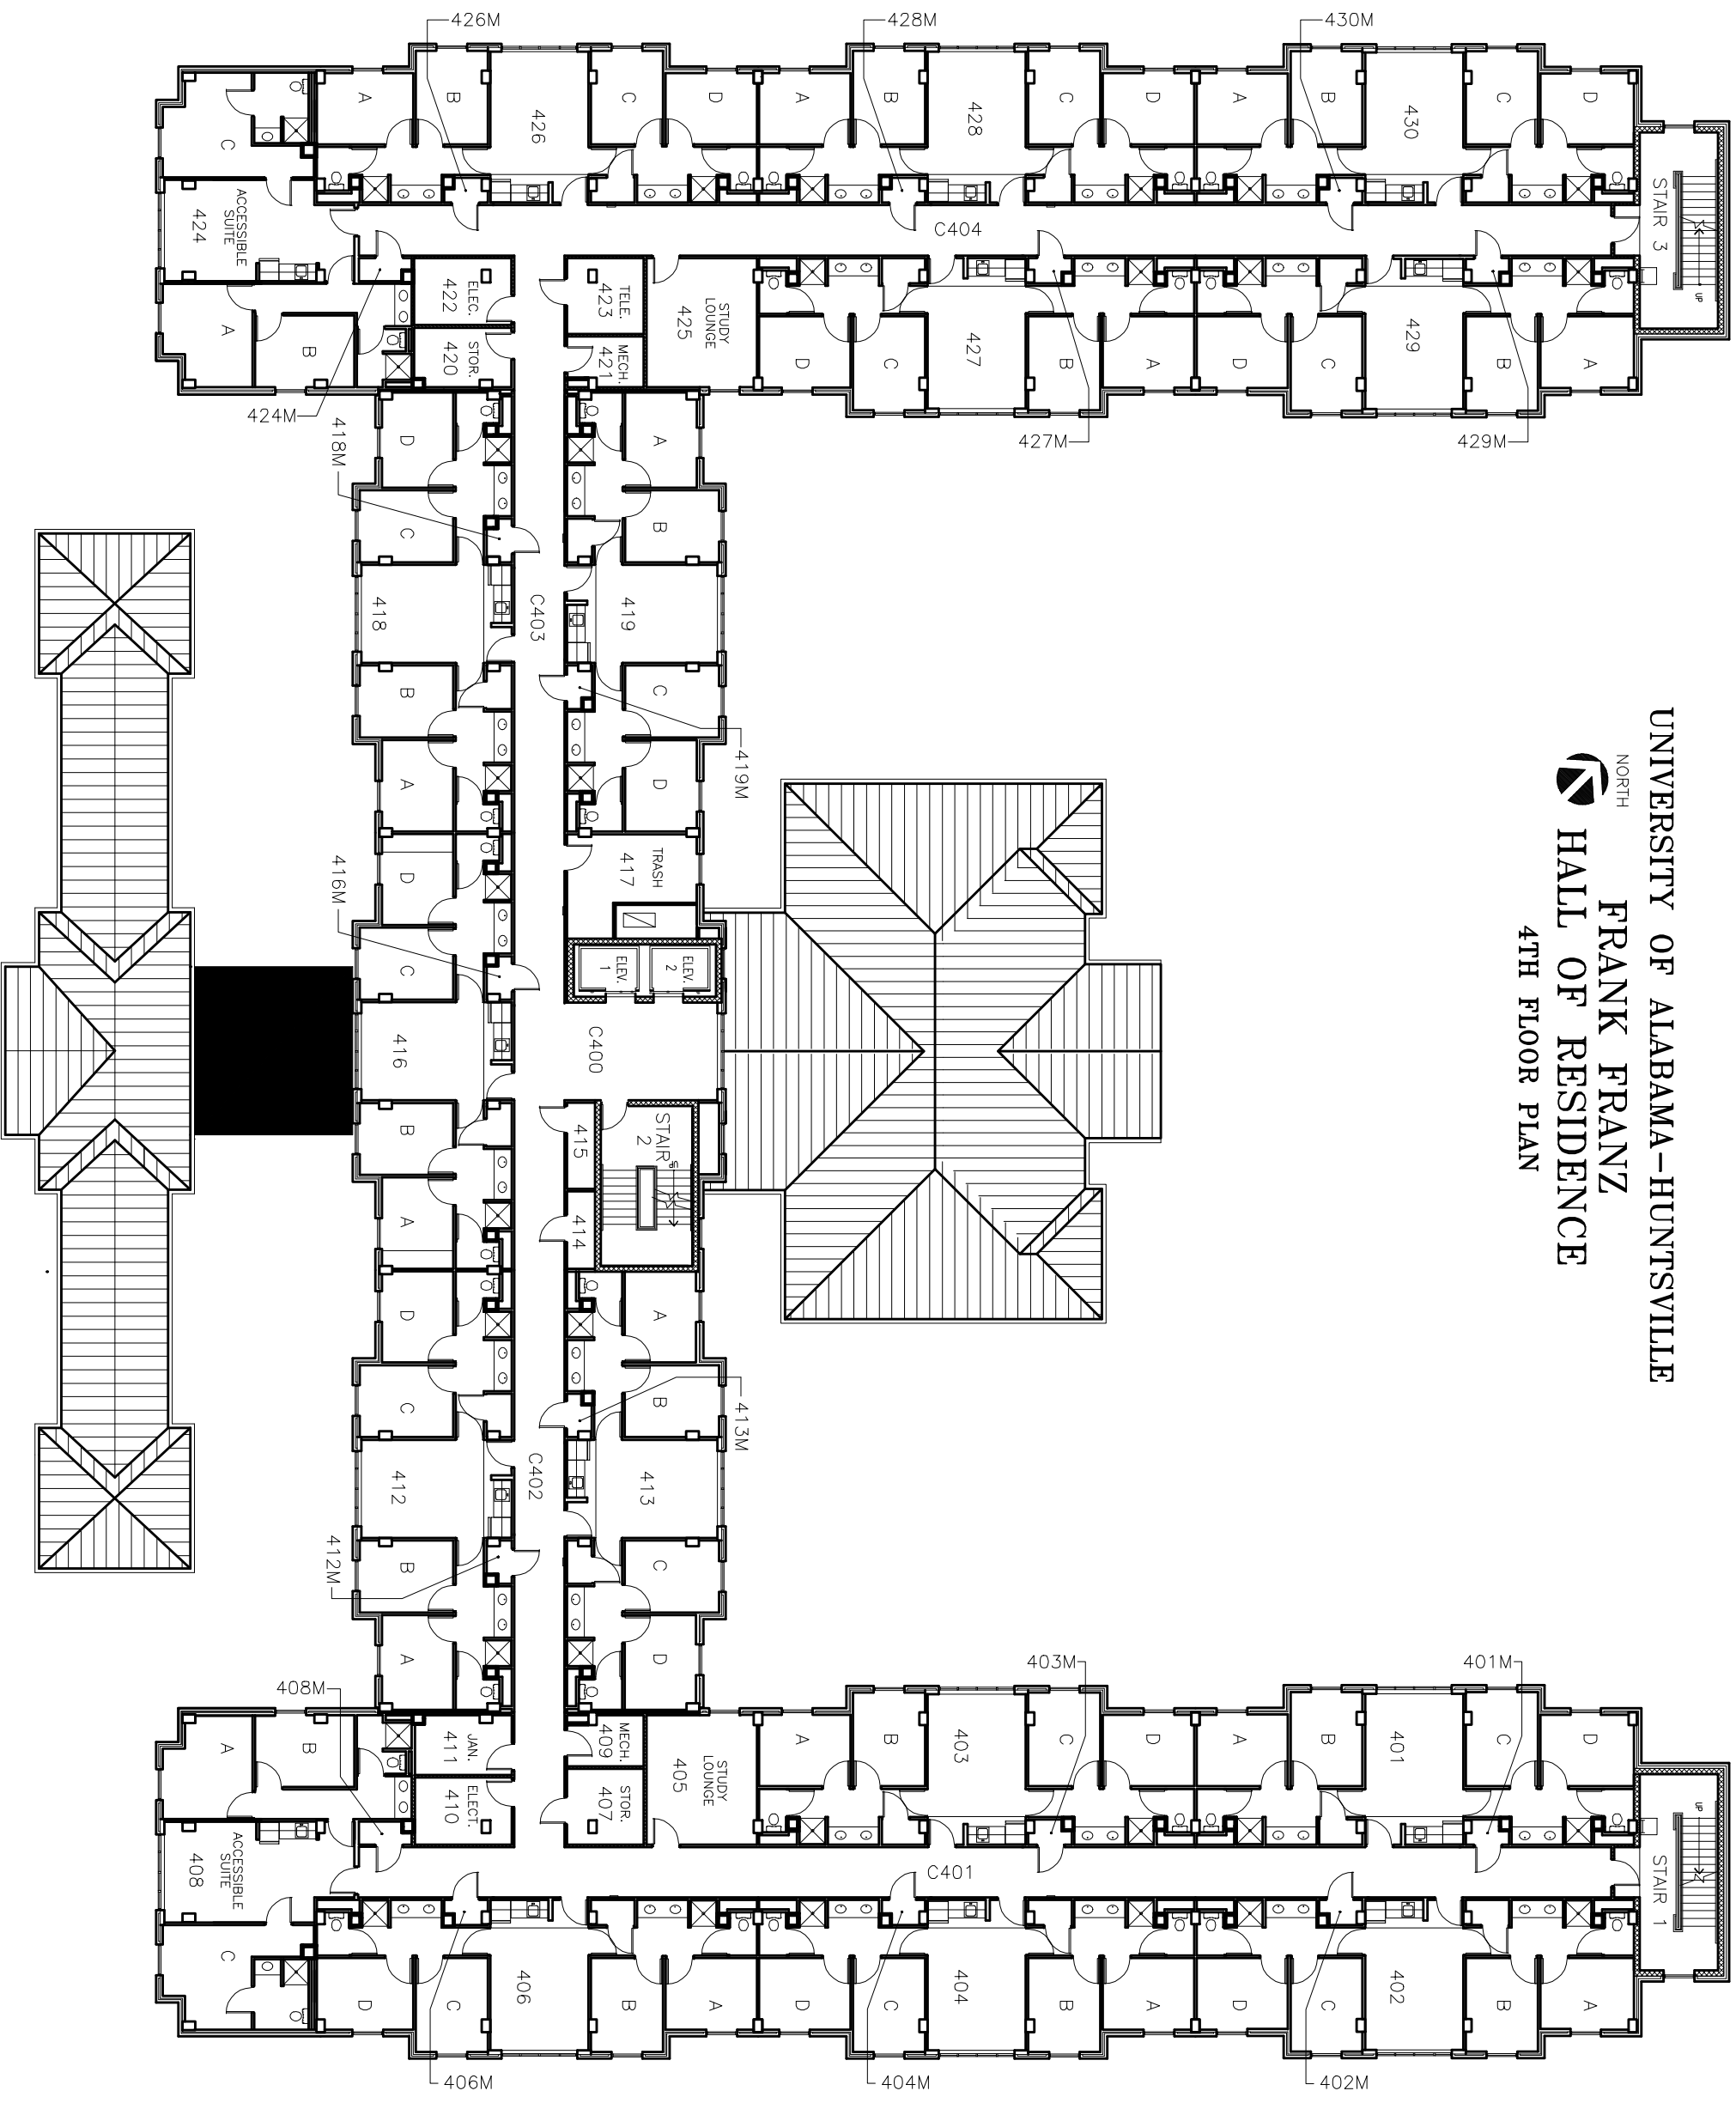 UNIVERSITY OF ALABAMA-HUNTSVILLE
NORTH
FRANK FRANZ
HALL OF RESIDENCE
4TH FLOOR PLAN
426M
428M
430M
A
B
426
C
D
A
B
428
C
D
A
B
430
C
D
STAIR 3
UP
C
ACCESSIBLE
SUITE
424
A
B
C404
ELEC.
422
STOR.
420
TELE.
423
MECH.
421
STUDY
LOUNGE
425
D
C
427
B
A
D
C
429
B
A
424M
418M
427M
429M
D
C
418
B
A
C403
A
B
419
C
D
419M
TRASH
417
416M
D
C
416
B
A
ELEV.
1
ELEV.
2
C400
415
STAIR
2
UP
414
D
C
412
B
A
C402
A
B
413
C
D
413M
412M
408M
403M
401M
JAN.
411
ELECT.
410
MECH.
409
STOR.
407
STUDY
LOUNGE
405
A
B
403
C
D
A
B
401
C
D
A
B
ACCESSIBLE
SUITE
408
C
C401
UP
STAIR 1
D
C
406
B
A
D
C
404
B
A
D
C
402
B
A
406M
404M
402M